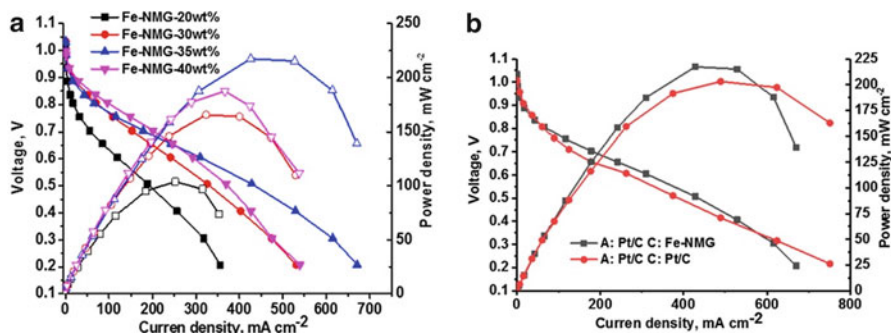 a
Fe-NMG-20wt%
Fe-NMG-30wt%
Fe-NMG-35wt%
Fe-NMG-40wt%
1.1
1.0
0.9
0.8
0.7
0.6
0.5
0.4
0.3
0.2
0.1
Voltage, V
250
200
150
100
50
0
Power density, mW cm-2
0 100 200 300 400 500 600 700
Curren density, mA cm-2
b
1.1
1.0
0.9
0.8
0.7
0.6
0.5
0.4
0.3
0.2
0.1
Voltage, V
A: Pt/C C: Fe-NMG
A: Pt/C C: Pt/C
225
200
175
150
125
100
75
50
25
0
Power density, mW cm-2
0 200 400 600 800
Curren density, mA cm-2